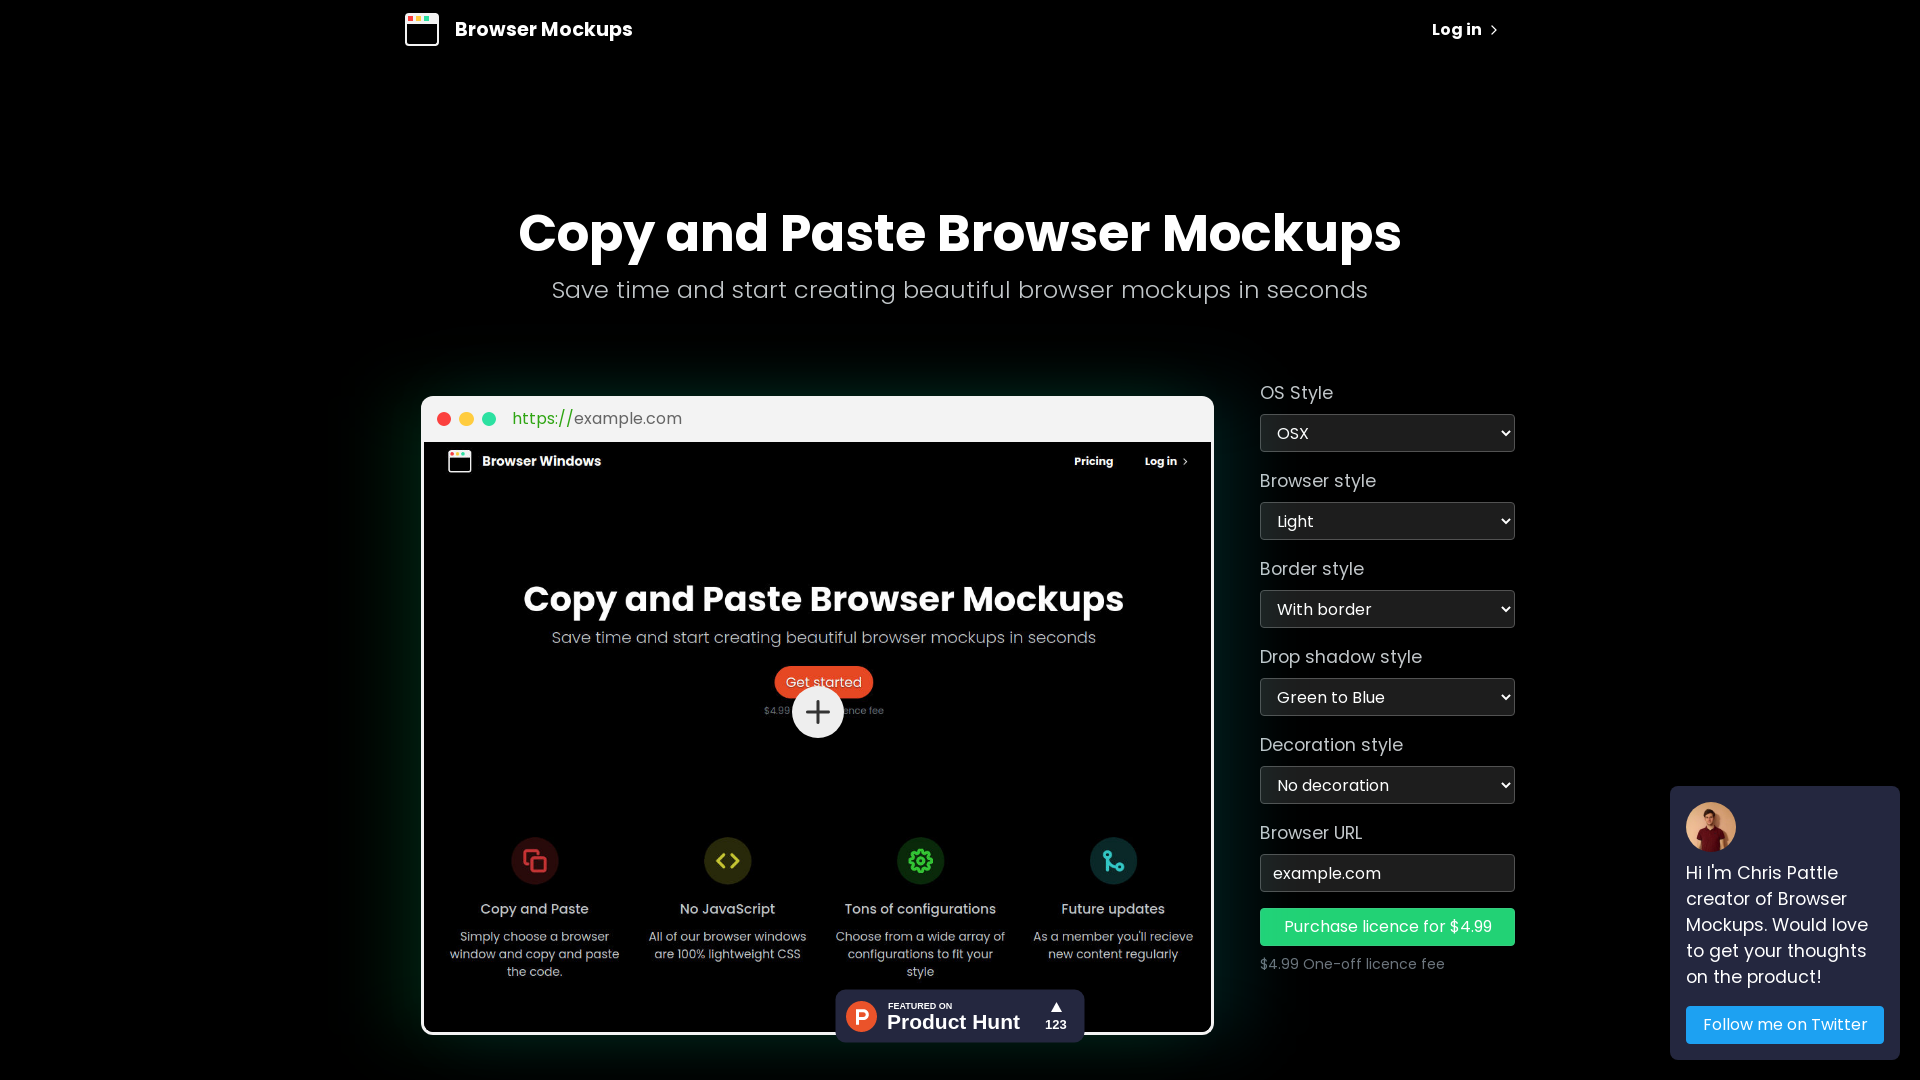 Browser Mockups
Log in
Copy and Paste Browser Mockups
Save time and start creating beautiful browser mockups in seconds
https://example.com
Browser Windows
Pricing
Log in
Copy and Paste Browser Mockups
Save time and start creating beautiful browser mockups in seconds
Get started
$4.99
fee
Copy and Paste
Simply choose a browser
window and copy and paste
the code.
No JavaScript
All of our browser windows
are 100% lightweight CSS
Tons of configurations
Choose from a wide array of
configurations to fit your
style
Future updates
As a member you'll recieve
new content regularly
FEATURED ON
Product Hunt
123
OS Style
OSX
Browser style
Light
Border style
With border
Drop shadow style
Green to Blue
Decoration style
No decoration
Browser URL
example.com
Purchase licence for $4.99
$4.99 One-off licence fee
Hi I'm Chris Pattle
creator of Browser
Mockups. Would love
to get your thoughts
on the product!
Follow me on Twitter